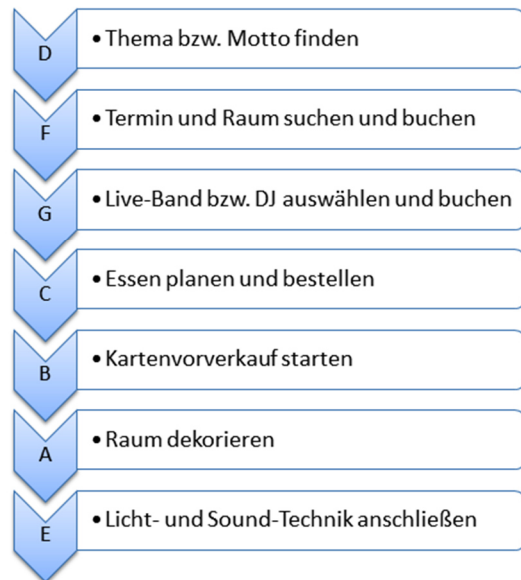 D
• Thema bzw. Motto finden
F
• Termin und Raum suchen und buchen
G
• Live-Band bzw. DJ auswählen und buchen
C
• Essen planen und bestellen
B
• Kartenvorverkauf starten
A
• Raum dekorieren
E
• Licht- und Sound-Technik anschließen